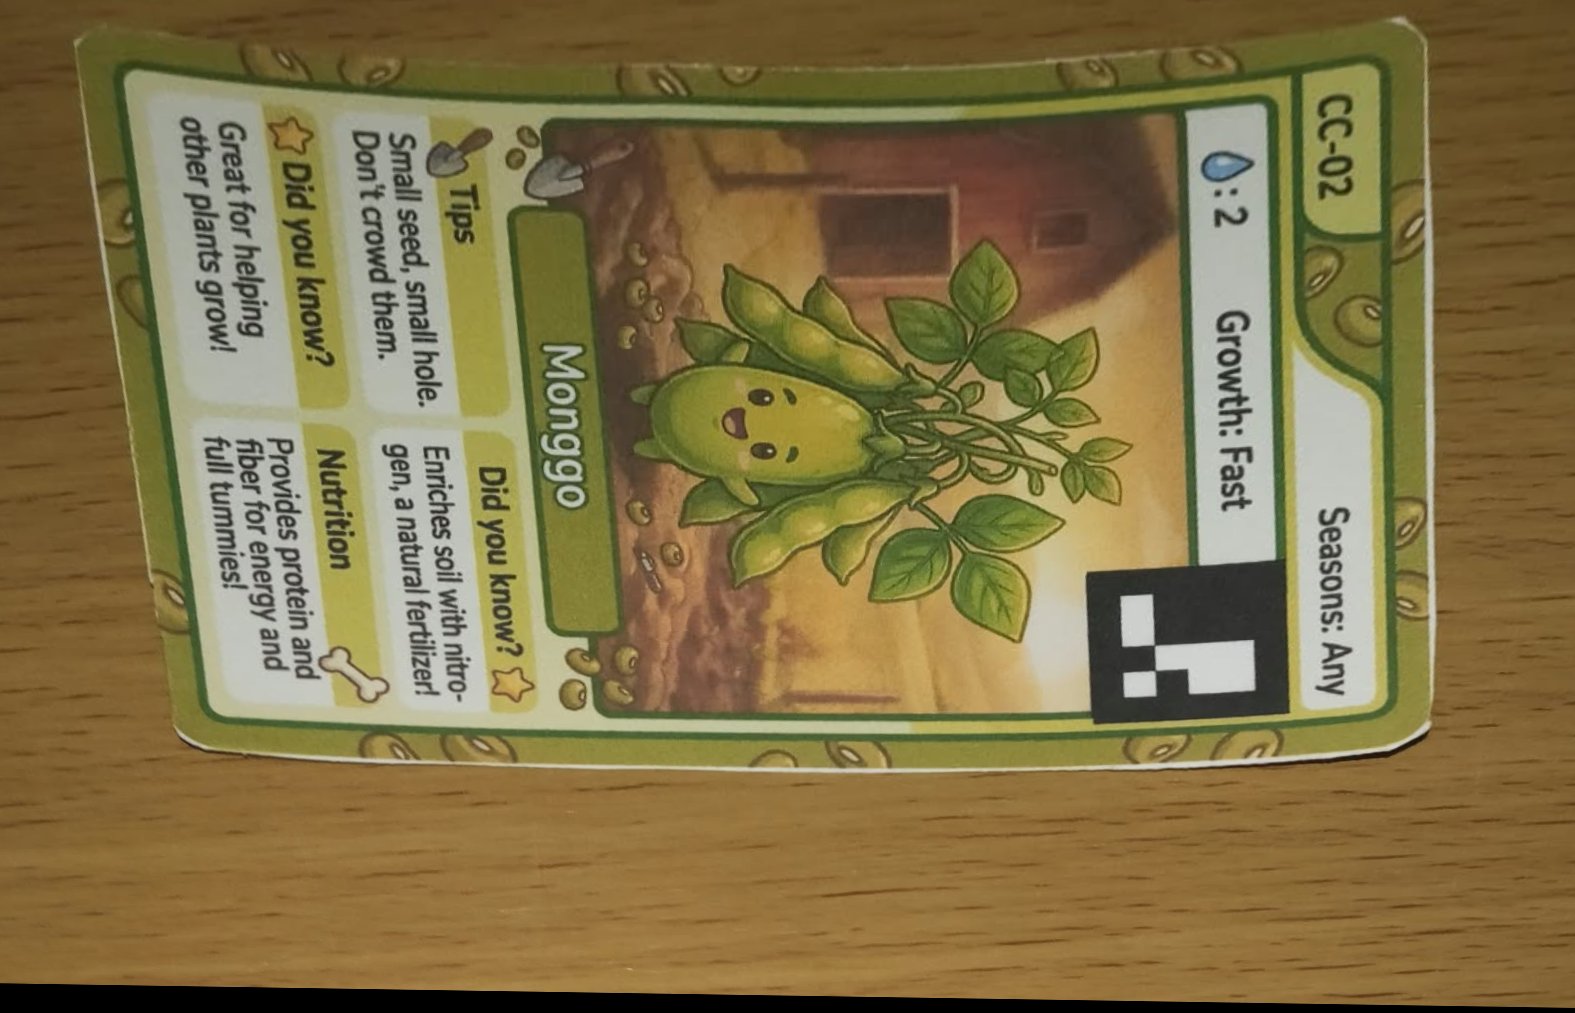 CC-02
Seasons: Any
: 2
Growth: Fast
Monggo
Tips
Small seed, small hole.
Don't crowd them.
Did you know?
Enriches soil with nitro-
gen, a natural fertilizer!
Did you know?
Great for helping
other plants grow!
Nutrition
Provides protein and
fiber for energy and
full tummies!